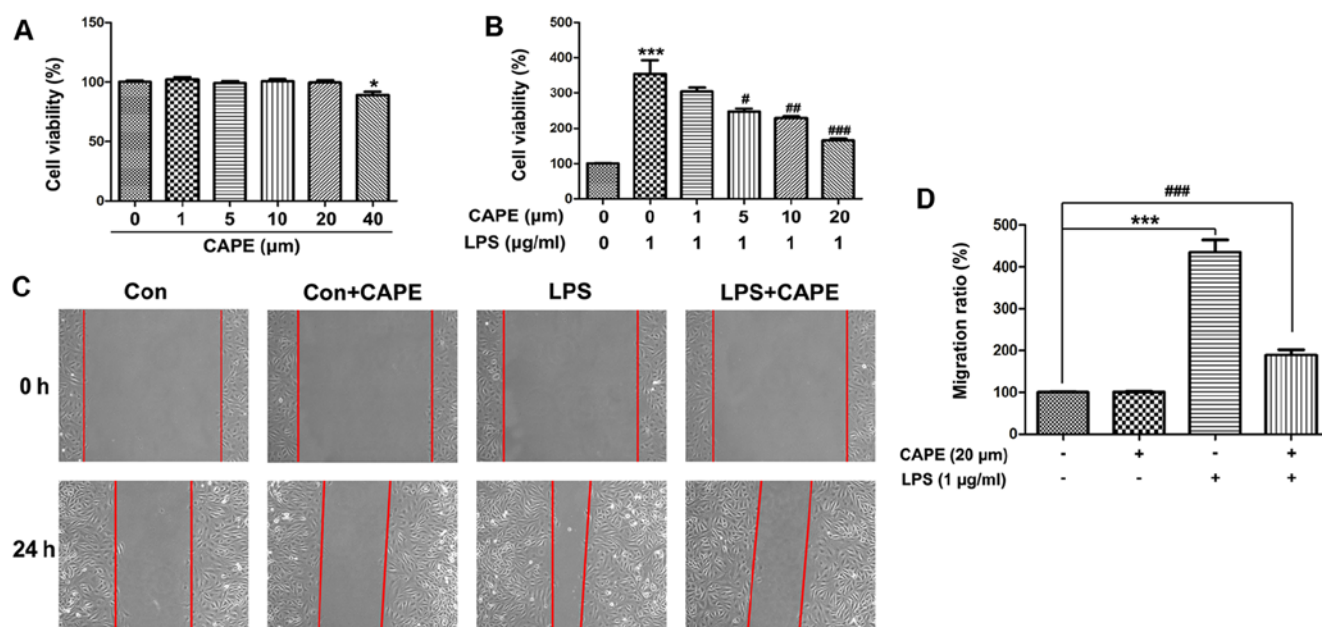 A
Cell viability (%)
150
100
50
0
*
0 1 5 10 20 40
CAPE (µm)
B
Cell viability (%)
500
400
300
200
100
0
***
#
##
###
CAPE (µm) 0 0 1 5 10 20
LPS (µg/ml) 0 1 1 1 1 1
C
Con Con+CAPE LPS LPS+CAPE
0 h
24 h
D
Migration ratio (%)
500
400
300
200
100
0
###
***
CAPE (20 µm) - + - +
LPS (1 µg/ml) - - + +